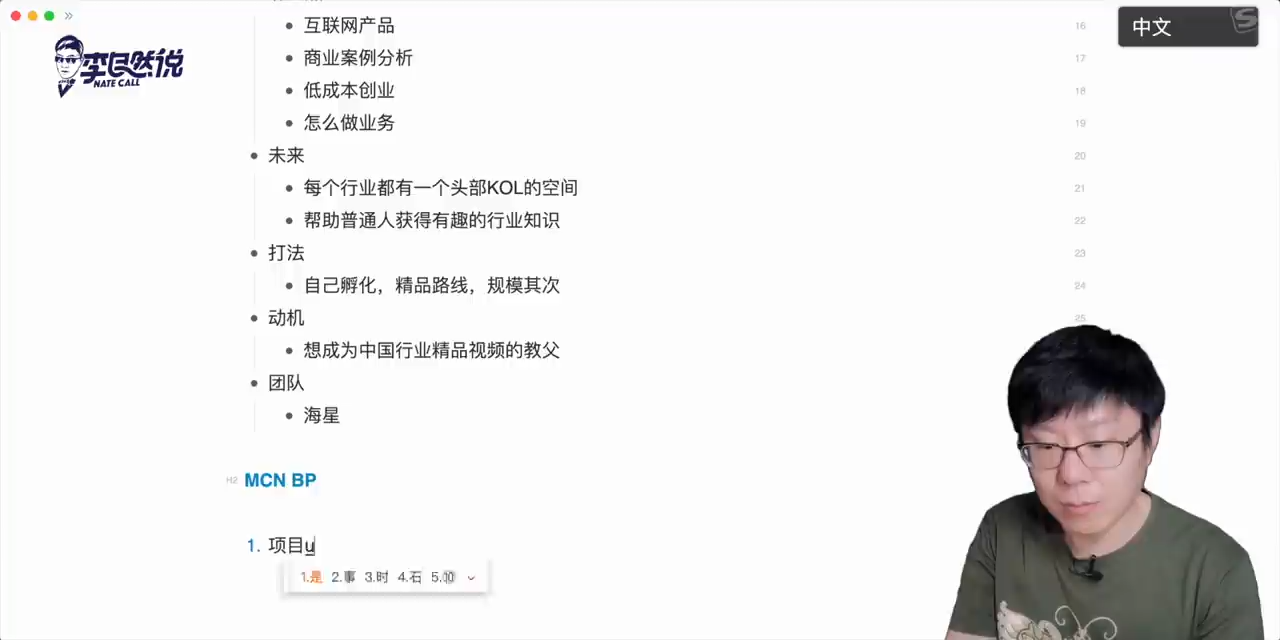 李自然说
NATE CALL
中文
互联网产品 16
商业案例分析 17
低成本创业 18
怎么做业务 19
未来 20
每个行业都有一个头部KOL的空间 21
帮助普通人获得有趣的行业知识 22
打法 23
自己孵化，精品路线，规模其次 24
动机 25
想成为中国行业精品视频的教父
团队
海星
H2 MCN BP
1. 项目u
1.是 2.事 3.时 4.石 5.10